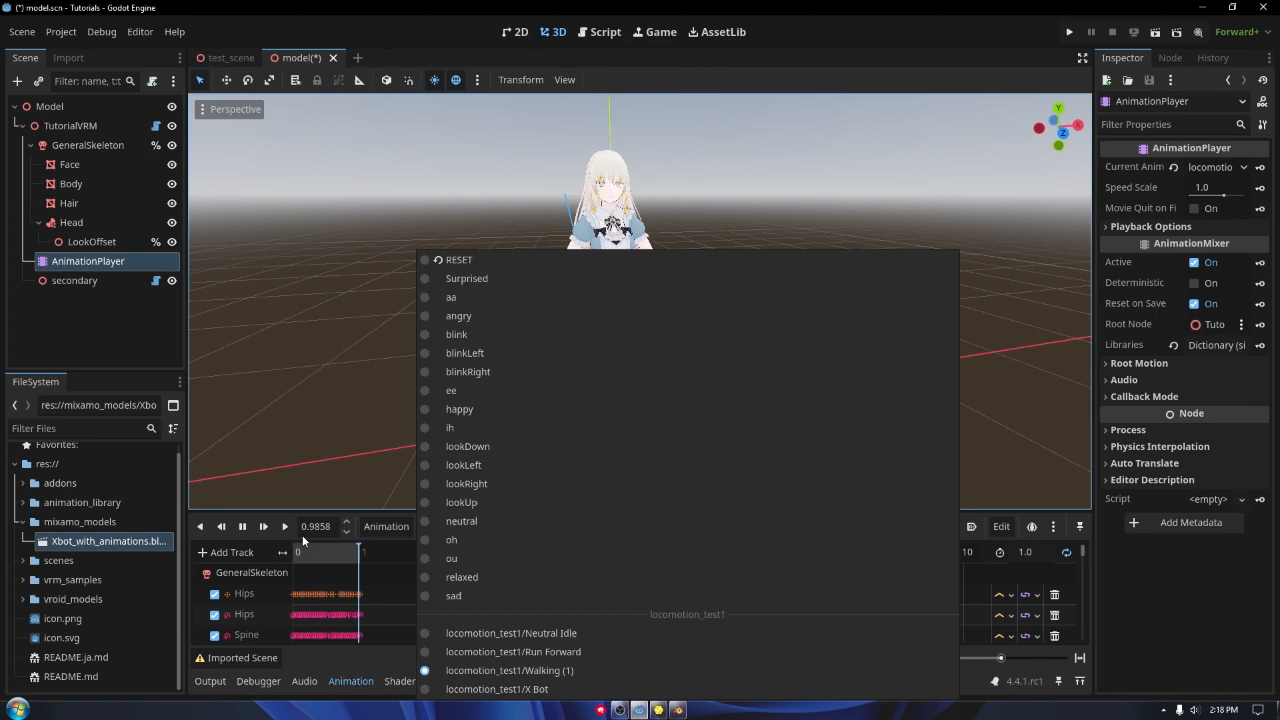 (*) model.scn - Tutorials - Godot Engine
Scene Project Debug Editor Help
2D 3D Script Game AssetLib
Forward+
Scene Import
test_scene model(*)
Inspector Node History
Filter: name, t:t
Transform View
Perspective
Y
X
Z
Model
TutorialVRM
GeneralSkeleton
Face
Body
Hair
Head
LookOffset
AnimationPlayer
secondary
AnimationPlayer
Filter Properties
AnimationPlayer
Current Anim locomotio
Speed Scale 1.0
Movie Quit on Fi On
Playback Options
AnimationMixer
Active On
Deterministic On
Reset on Save On
Root Node Tuto
Libraries Dictionary (si
Root Motion
Audio
Callback Mode
Node
Process
Physics Interpolation
Auto Translate
Editor Description
Script <empty>
Add Metadata
FileSystem
res://mixamo_models/Xbo
Filter Files
Favorites:
res://
addons
animation_library
mixamo_models
Xbot_with_animations.bl...
scenes
vrm_samples
vroid_models
icon.png
icon.svg
README.ja.md
README.md
RESET
Surprised
aa
angry
blink
blinkLeft
blinkRight
ee
happy
ih
lookDown
lookLeft
lookRight
lookUp
neutral
oh
ou
relaxed
sad
locomotion_test1
locomotion_test1/Neutral Idle
locomotion_test1/Run Forward
locomotion_test1/Walking (1)
locomotion_test1/X Bot
0.9858 Animation
Edit
Add Track 0 1
10 1.0
GeneralSkeleton
Hips
Hips
Spine
Imported Scene
Output Debugger Audio Animation Shader
4.4.1.rc1
2:18 PM